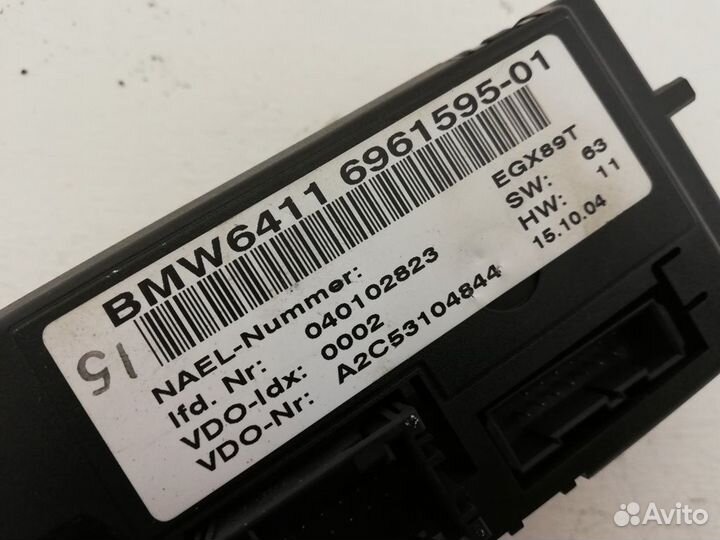 BMW6411 6961595-01
EGX89T
SW: 63
HW: 11
15.10.04
NAEL-Nummer:
lfd. Nr: 040102823
VDO-Idx: 0002
VDO-Nr: A2C53104844
15
Avito